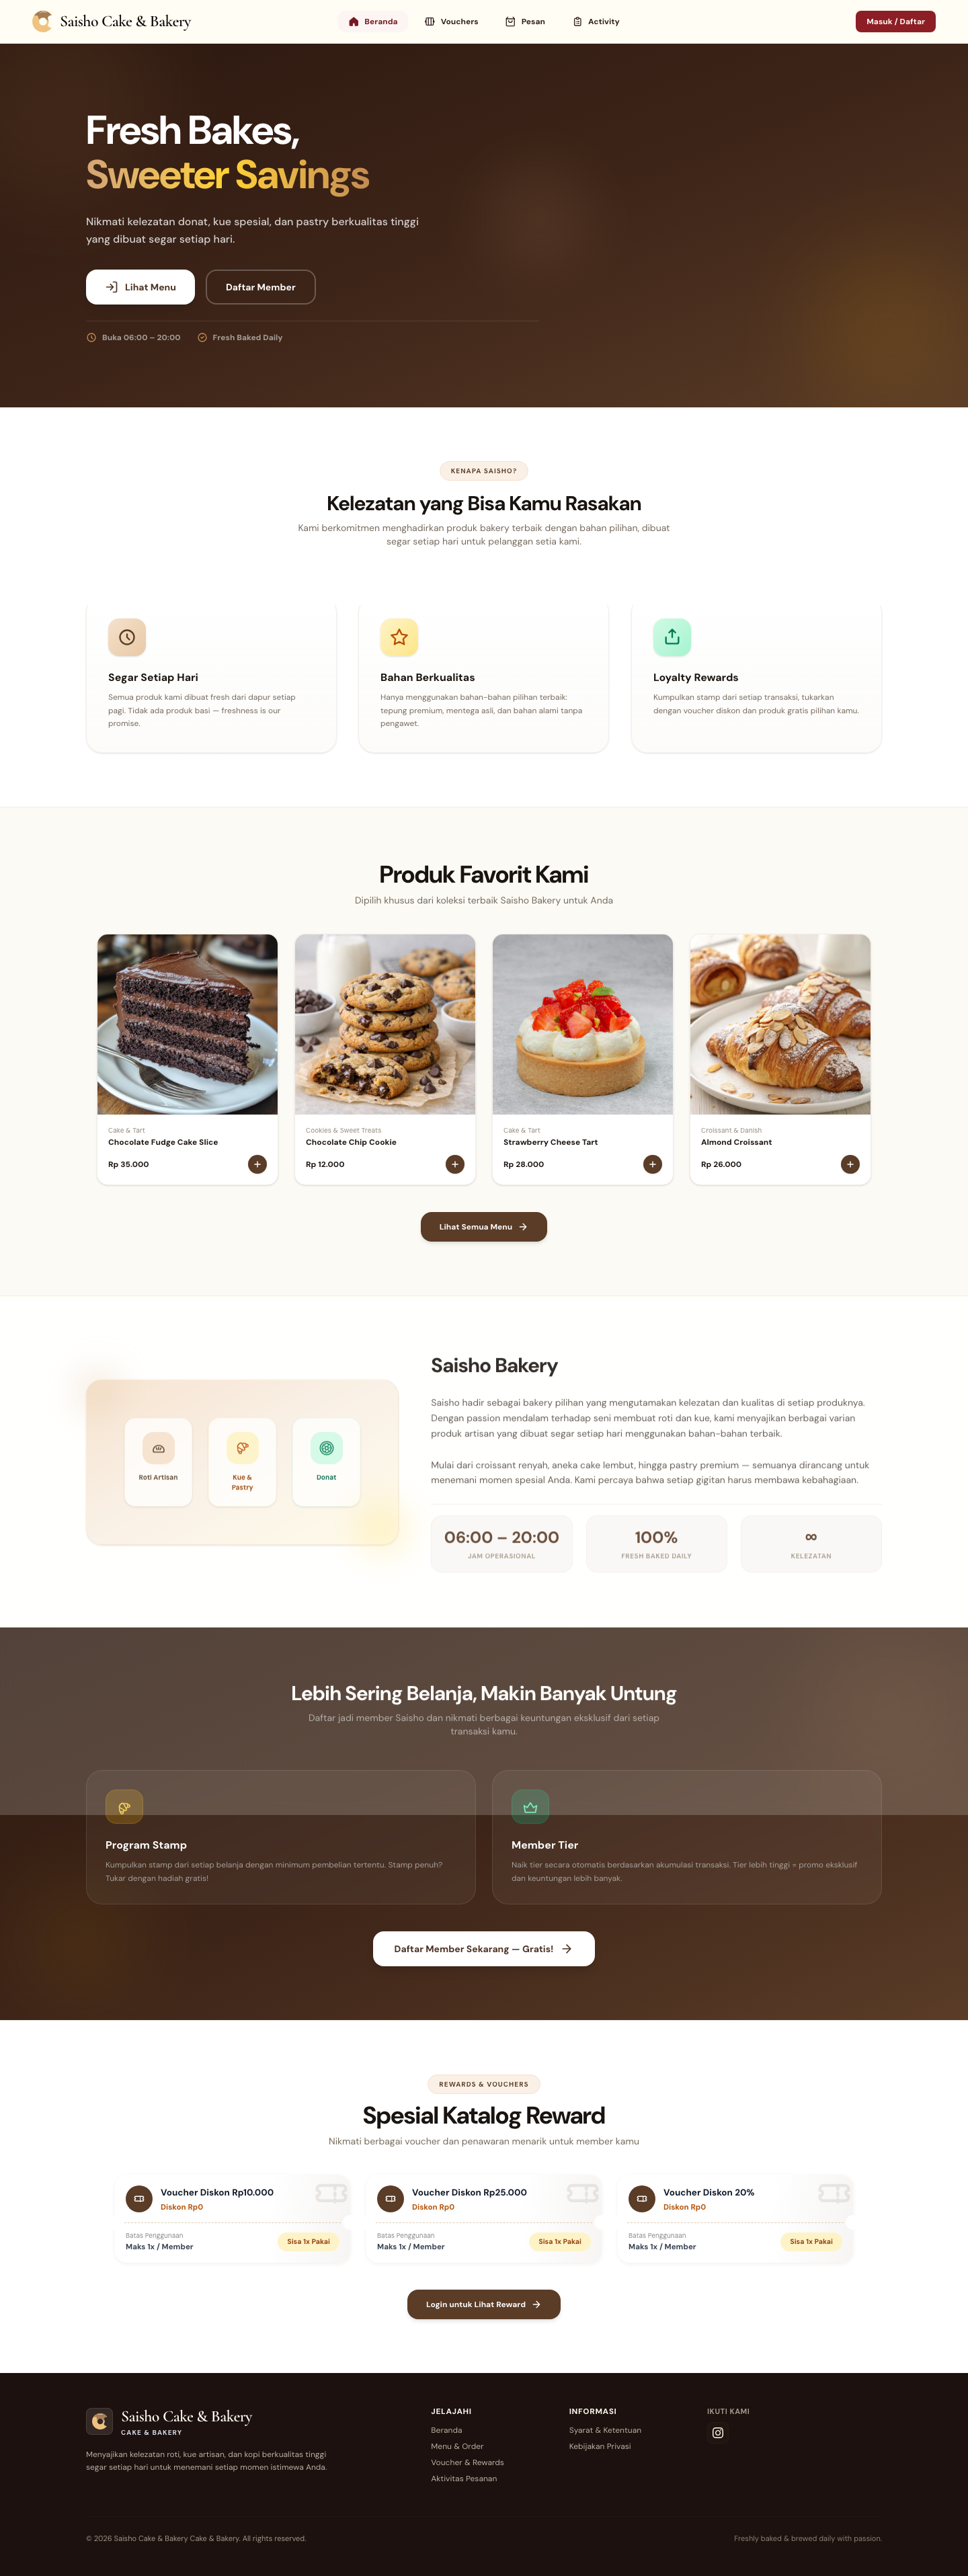 Saisho Cake & Bakery
Beranda
Vouchers
Pesan
Activity
Masuk / Daftar
Fresh Bakes,
Sweeter Savings
Nikmati kelezatan donat, kue spesial, dan pastry berkualitas tinggi
yang dibuat segar setiap hari.
Lihat Menu
Daftar Member
Buka 06:00 – 20:00
Fresh Baked Daily
KENAPA SAISHO?
Kelezatan yang Bisa Kamu Rasakan
Kami berkomitmen menghadirkan produk bakery terbaik dengan bahan pilihan, dibuat
segar setiap hari untuk pelanggan setia kami.
Segar Setiap Hari
Semua produk kami dibuat fresh dari dapur setiap
pagi. Tidak ada produk basi — freshness is our
promise.
Bahan Berkualitas
Hanya menggunakan bahan-bahan pilihan terbaik:
tepung premium, mentega asli, dan bahan alami tanpa
pengawet.
Loyalty Rewards
Kumpulkan stamp dari setiap transaksi, tukarkan
dengan voucher diskon dan produk gratis pilihan kamu.
Produk Favorit Kami
Dipilih khusus dari koleksi terbaik Saisho Bakery untuk Anda
Cake & Tart
Chocolate Fudge Cake Slice
Rp 35.000
Cookies & Sweet Treats
Chocolate Chip Cookie
Rp 12.000
Cake & Tart
Strawberry Cheese Tart
Rp 28.000
Croissant & Danish
Almond Croissant
Rp 26.000
Lihat Semua Menu
Roti Artisan
Kue &
Pastry
Donat
Saisho Bakery
Saisho hadir sebagai bakery pilihan yang mengutamakan kelezatan dan kualitas di setiap produknya.
Dengan passion mendalam terhadap seni membuat roti dan kue, kami menyajikan berbagai varian
produk artisan yang dibuat segar setiap hari menggunakan bahan-bahan terbaik.
Mulai dari croissant renyah, aneka cake lembut, hingga pastry premium — semuanya dirancang untuk
menemani momen spesial Anda. Kami percaya bahwa setiap gigitan harus membawa kebahagiaan.
06:00 – 20:00
JAM OPERASIONAL
100%
FRESH BAKED DAILY
∞
KELEZATAN
Lebih Sering Belanja, Makin Banyak Untung
Daftar jadi member Saisho dan nikmati berbagai keuntungan eksklusif dari setiap
transaksi kamu.
Program Stamp
Kumpulkan stamp dari setiap belanja dengan minimum pembelian tertentu. Stamp penuh?
Tukar dengan hadiah gratis!
Member Tier
Naik tier secara otomatis berdasarkan akumulasi transaksi. Tier lebih tinggi = promo eksklusif
dan keuntungan lebih banyak.
Daftar Member Sekarang — Gratis!
REWARDS & VOUCHERS
Spesial Katalog Reward
Nikmati berbagai voucher dan penawaran menarik untuk member kamu
Voucher Diskon Rp10.000
Diskon Rp0
Batas Penggunaan
Maks 1x / Member
Sisa 1x Pakai
Voucher Diskon Rp25.000
Diskon Rp0
Batas Penggunaan
Maks 1x / Member
Sisa 1x Pakai
Voucher Diskon 20%
Diskon Rp0
Batas Penggunaan
Maks 1x / Member
Sisa 1x Pakai
Login untuk Lihat Reward
Saisho Cake & Bakery
CAKE & BAKERY
Menyajikan kelezatan roti, kue artisan, dan kopi berkualitas tinggi
segar setiap hari untuk menemani setiap momen istimewa Anda.
JELAJAHI
Beranda
Menu & Order
Voucher & Rewards
Aktivitas Pesanan
INFORMASI
Syarat & Ketentuan
Kebijakan Privasi
IKUTI KAMI
© 2026 Saisho Cake & Bakery Cake & Bakery. All rights reserved.
Freshly baked & brewed daily with passion.